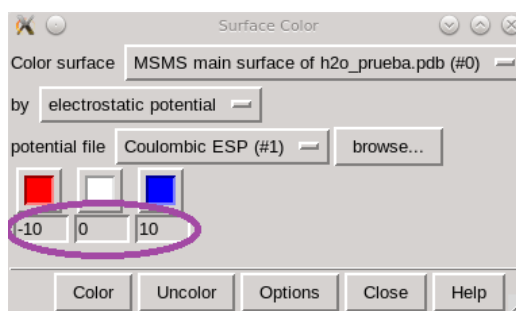 Surface Color
Color surface MSMS main surface of h2o_prueba.pdb (#0)
by electrostatic potential
potential file Coulombic ESP (#1) browse...
-10 0 10
Color Uncolor Options Close Help